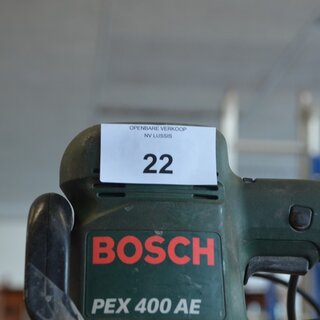 OPENBARE VERKOOP
NV LUSSIS
22
BOSCH
PEX 400 AE